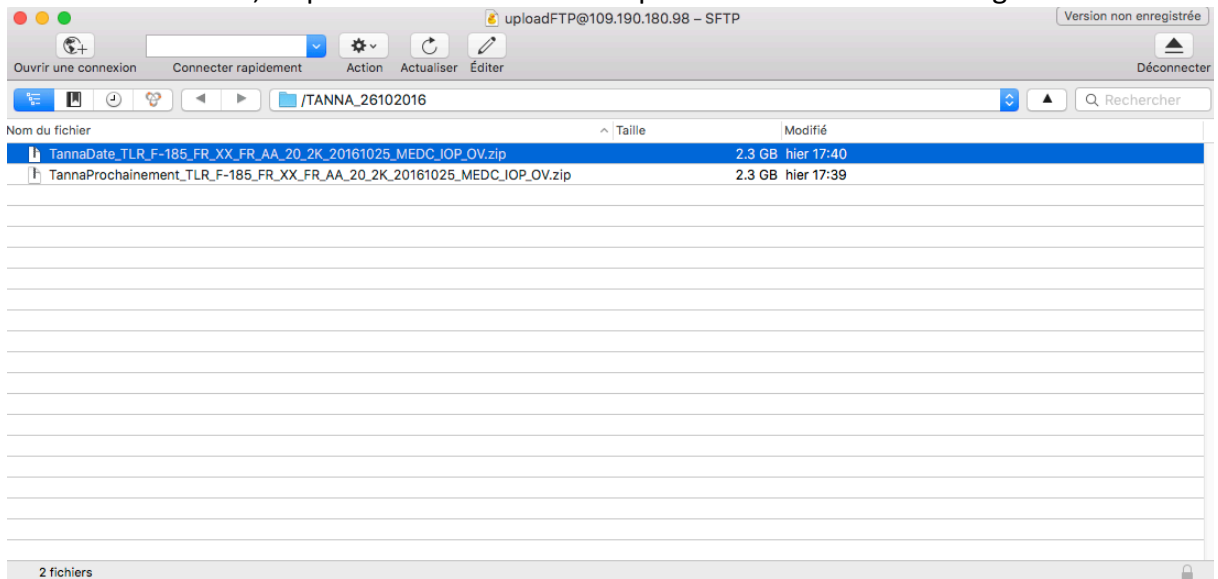 uploadFTP@109.190.180.98 – SFTP
Version non enregistrée
Ouvrir une connexion Connecter rapidement Action Actualiser Éditer Déconnecter
/TANNA_26102016 Rechercher
Nom du fichier Taille Modifié
TannaDate_TLR_F-185_FR_XX_FR_AA_20_2K_20161025_MEDC_IOP_OV.zip 2.3 GB hier 17:40
TannaProchainement_TLR_F-185_FR_XX_FR_AA_20_2K_20161025_MEDC_IOP_OV.zip 2.3 GB hier 17:39
2 fichiers